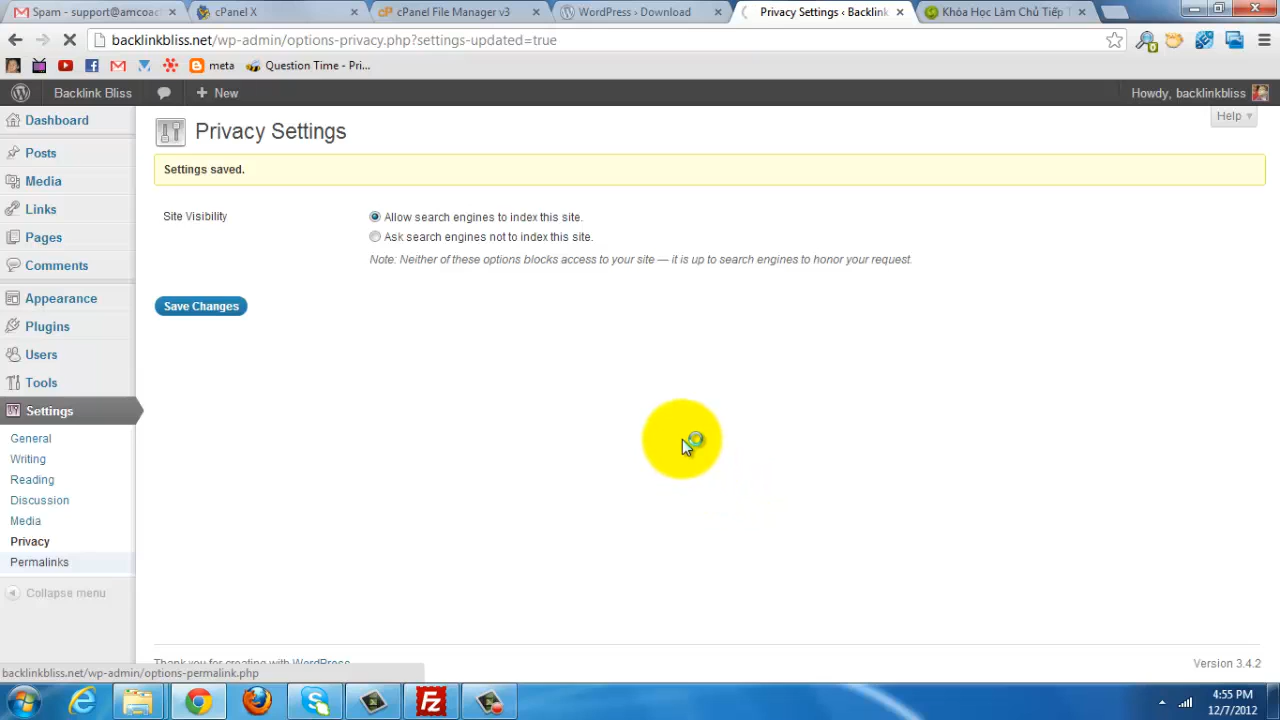 Spam - support@amcoac
cPanel X
cPanel File Manager v3
WordPress › Download
Privacy Settings ‹ Backlink
Khóa Học Làm Chủ Tiếp T
backlinkbliss.net/wp-admin/options-privacy.php?settings-updated=true
meta
Question Time - Pri...
Backlink Bliss
New
Howdy, backlinkbliss
Help
Dashboard
Posts
Media
Links
Pages
Comments
Appearance
Plugins
Users
Tools
Settings
General
Writing
Reading
Discussion
Media
Privacy
Permalinks
Collapse menu
Privacy Settings
Settings saved.
Site Visibility
Allow search engines to index this site.
Ask search engines not to index this site.
Note: Neither of these options blocks access to your site — it is up to search engines to honor your request.
Save Changes
Thank you for creating with WordPress
Version 3.4.2
backlinkbliss.net/wp-admin/options-permalink.php
4:55 PM
12/7/2012